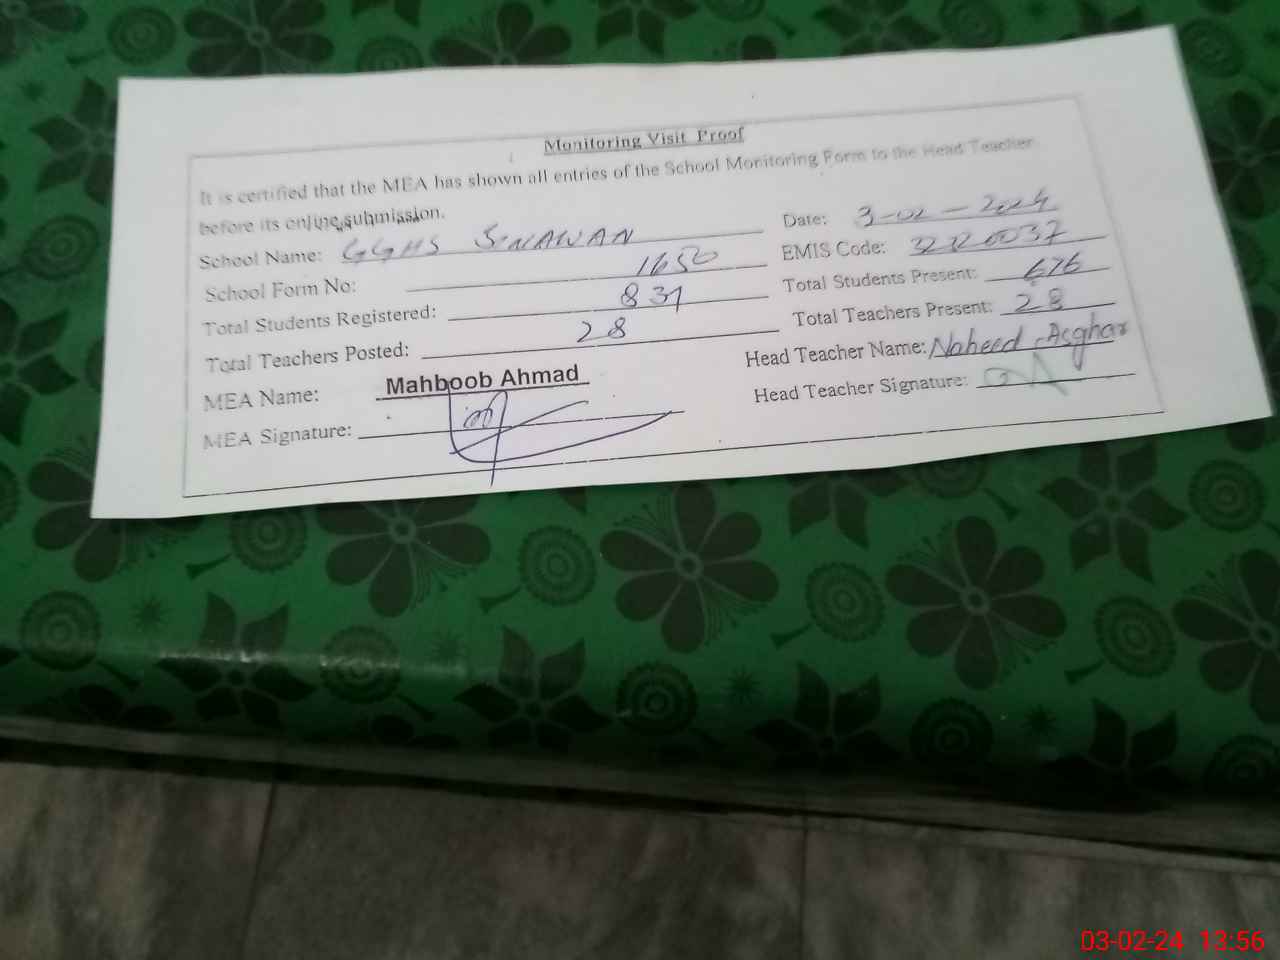 Monitoring Visit Proof
It is certified that the MEA has shown all entries of the School Monitoring Form to the Head Teacher
before its online submission.
School Name: GGHS SINAWAN Date: 3-02-2024
School Form No: 1650 EMIS Code: 32320037
Total Students Registered: 831 Total Students Present: 676
Total Teachers Posted: 28 Total Teachers Present: 28
MEA Name: Mahboob Ahmad Head Teacher Name: Naheed Asghar
MEA Signature: Head Teacher Signature:
03-02-24 13:56